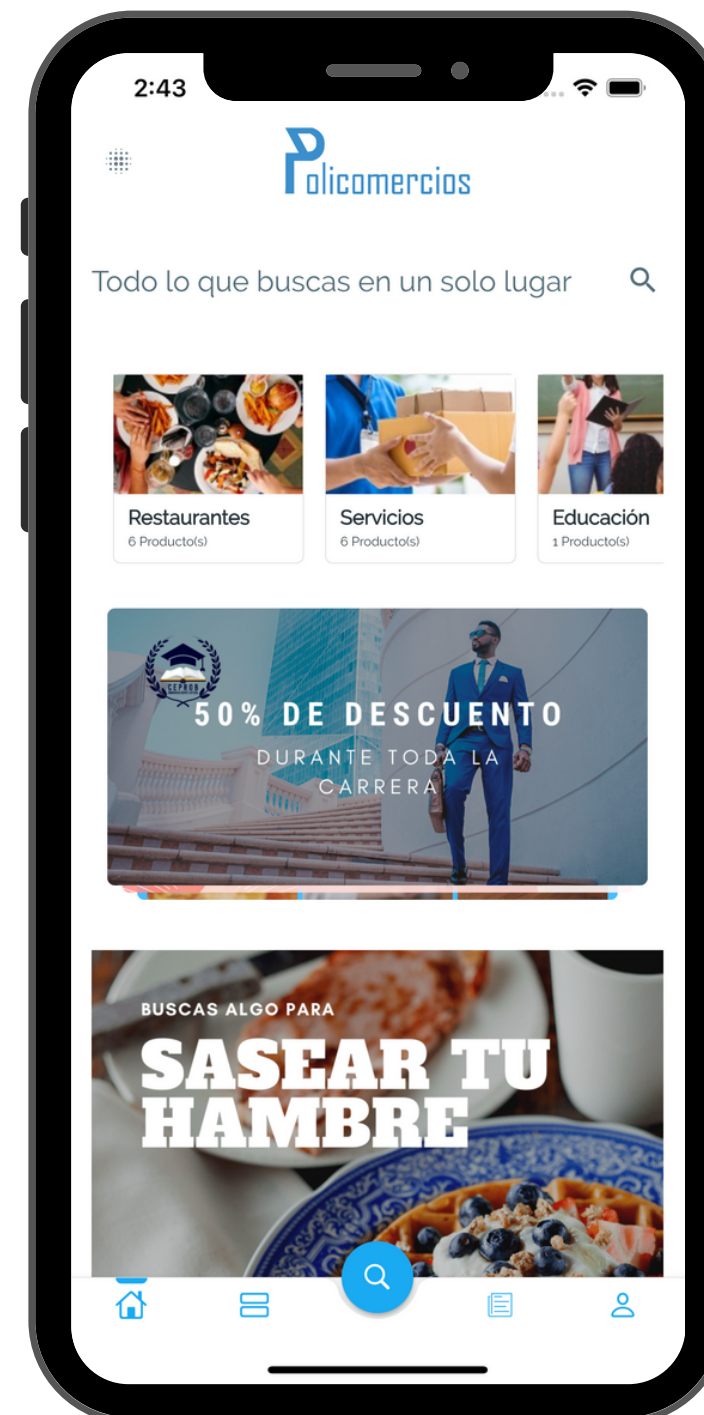 2:43
Policomercios
Todo lo que buscas en un solo lugar
Restaurantes
6 Producto(s)
Servicios
6 Producto(s)
Educación
1 Producto(s)
CEPROB
50% DE DESCUENTO
DURANTE TODA LA
CARRERA
BUSCAS ALGO PARA
SASEAR TU
HAMBRE